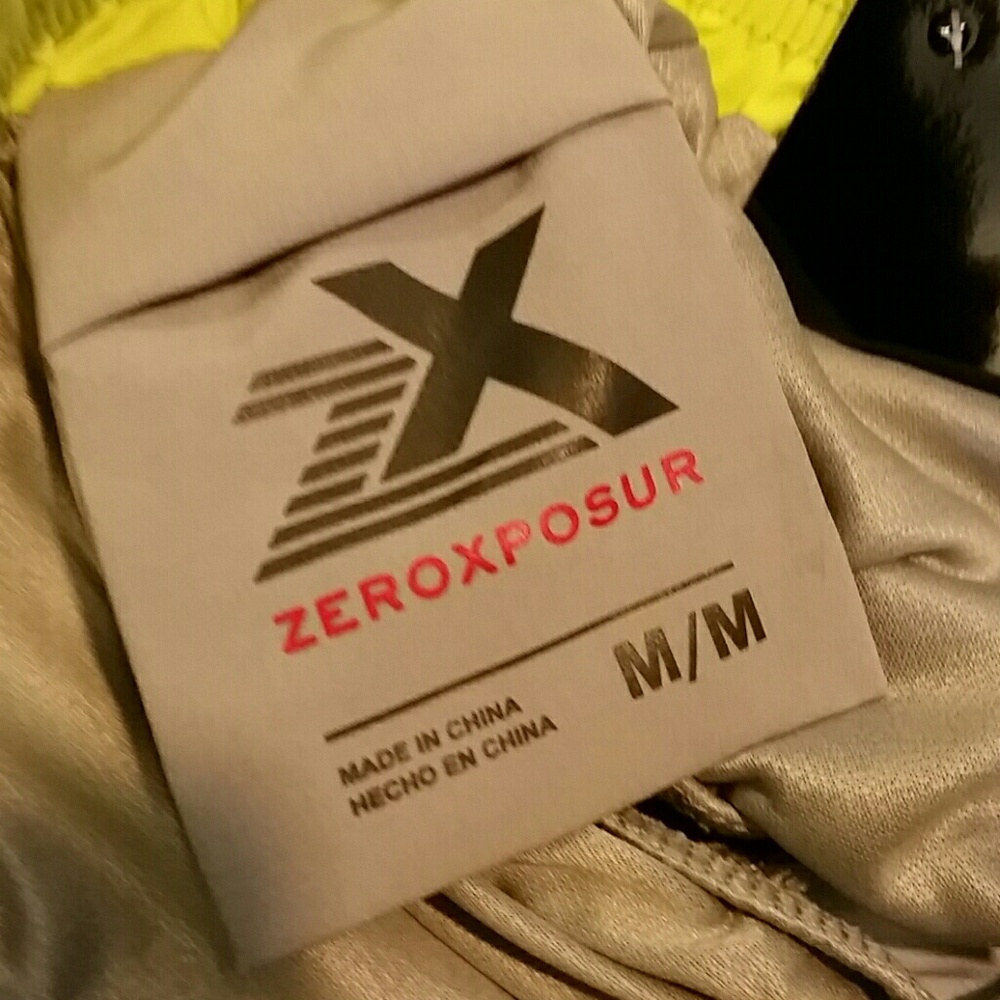 ZX
ZEROXPOSUR
M/M
MADE IN CHINA
HECHO EN CHINA